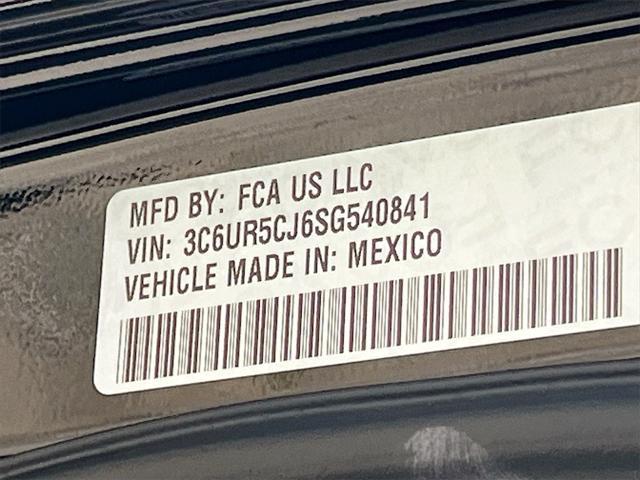 MFD BY: FCA US LLC
VIN: 3C6UR5CJ6SG540841
VEHICLE MADE IN: MEXICO